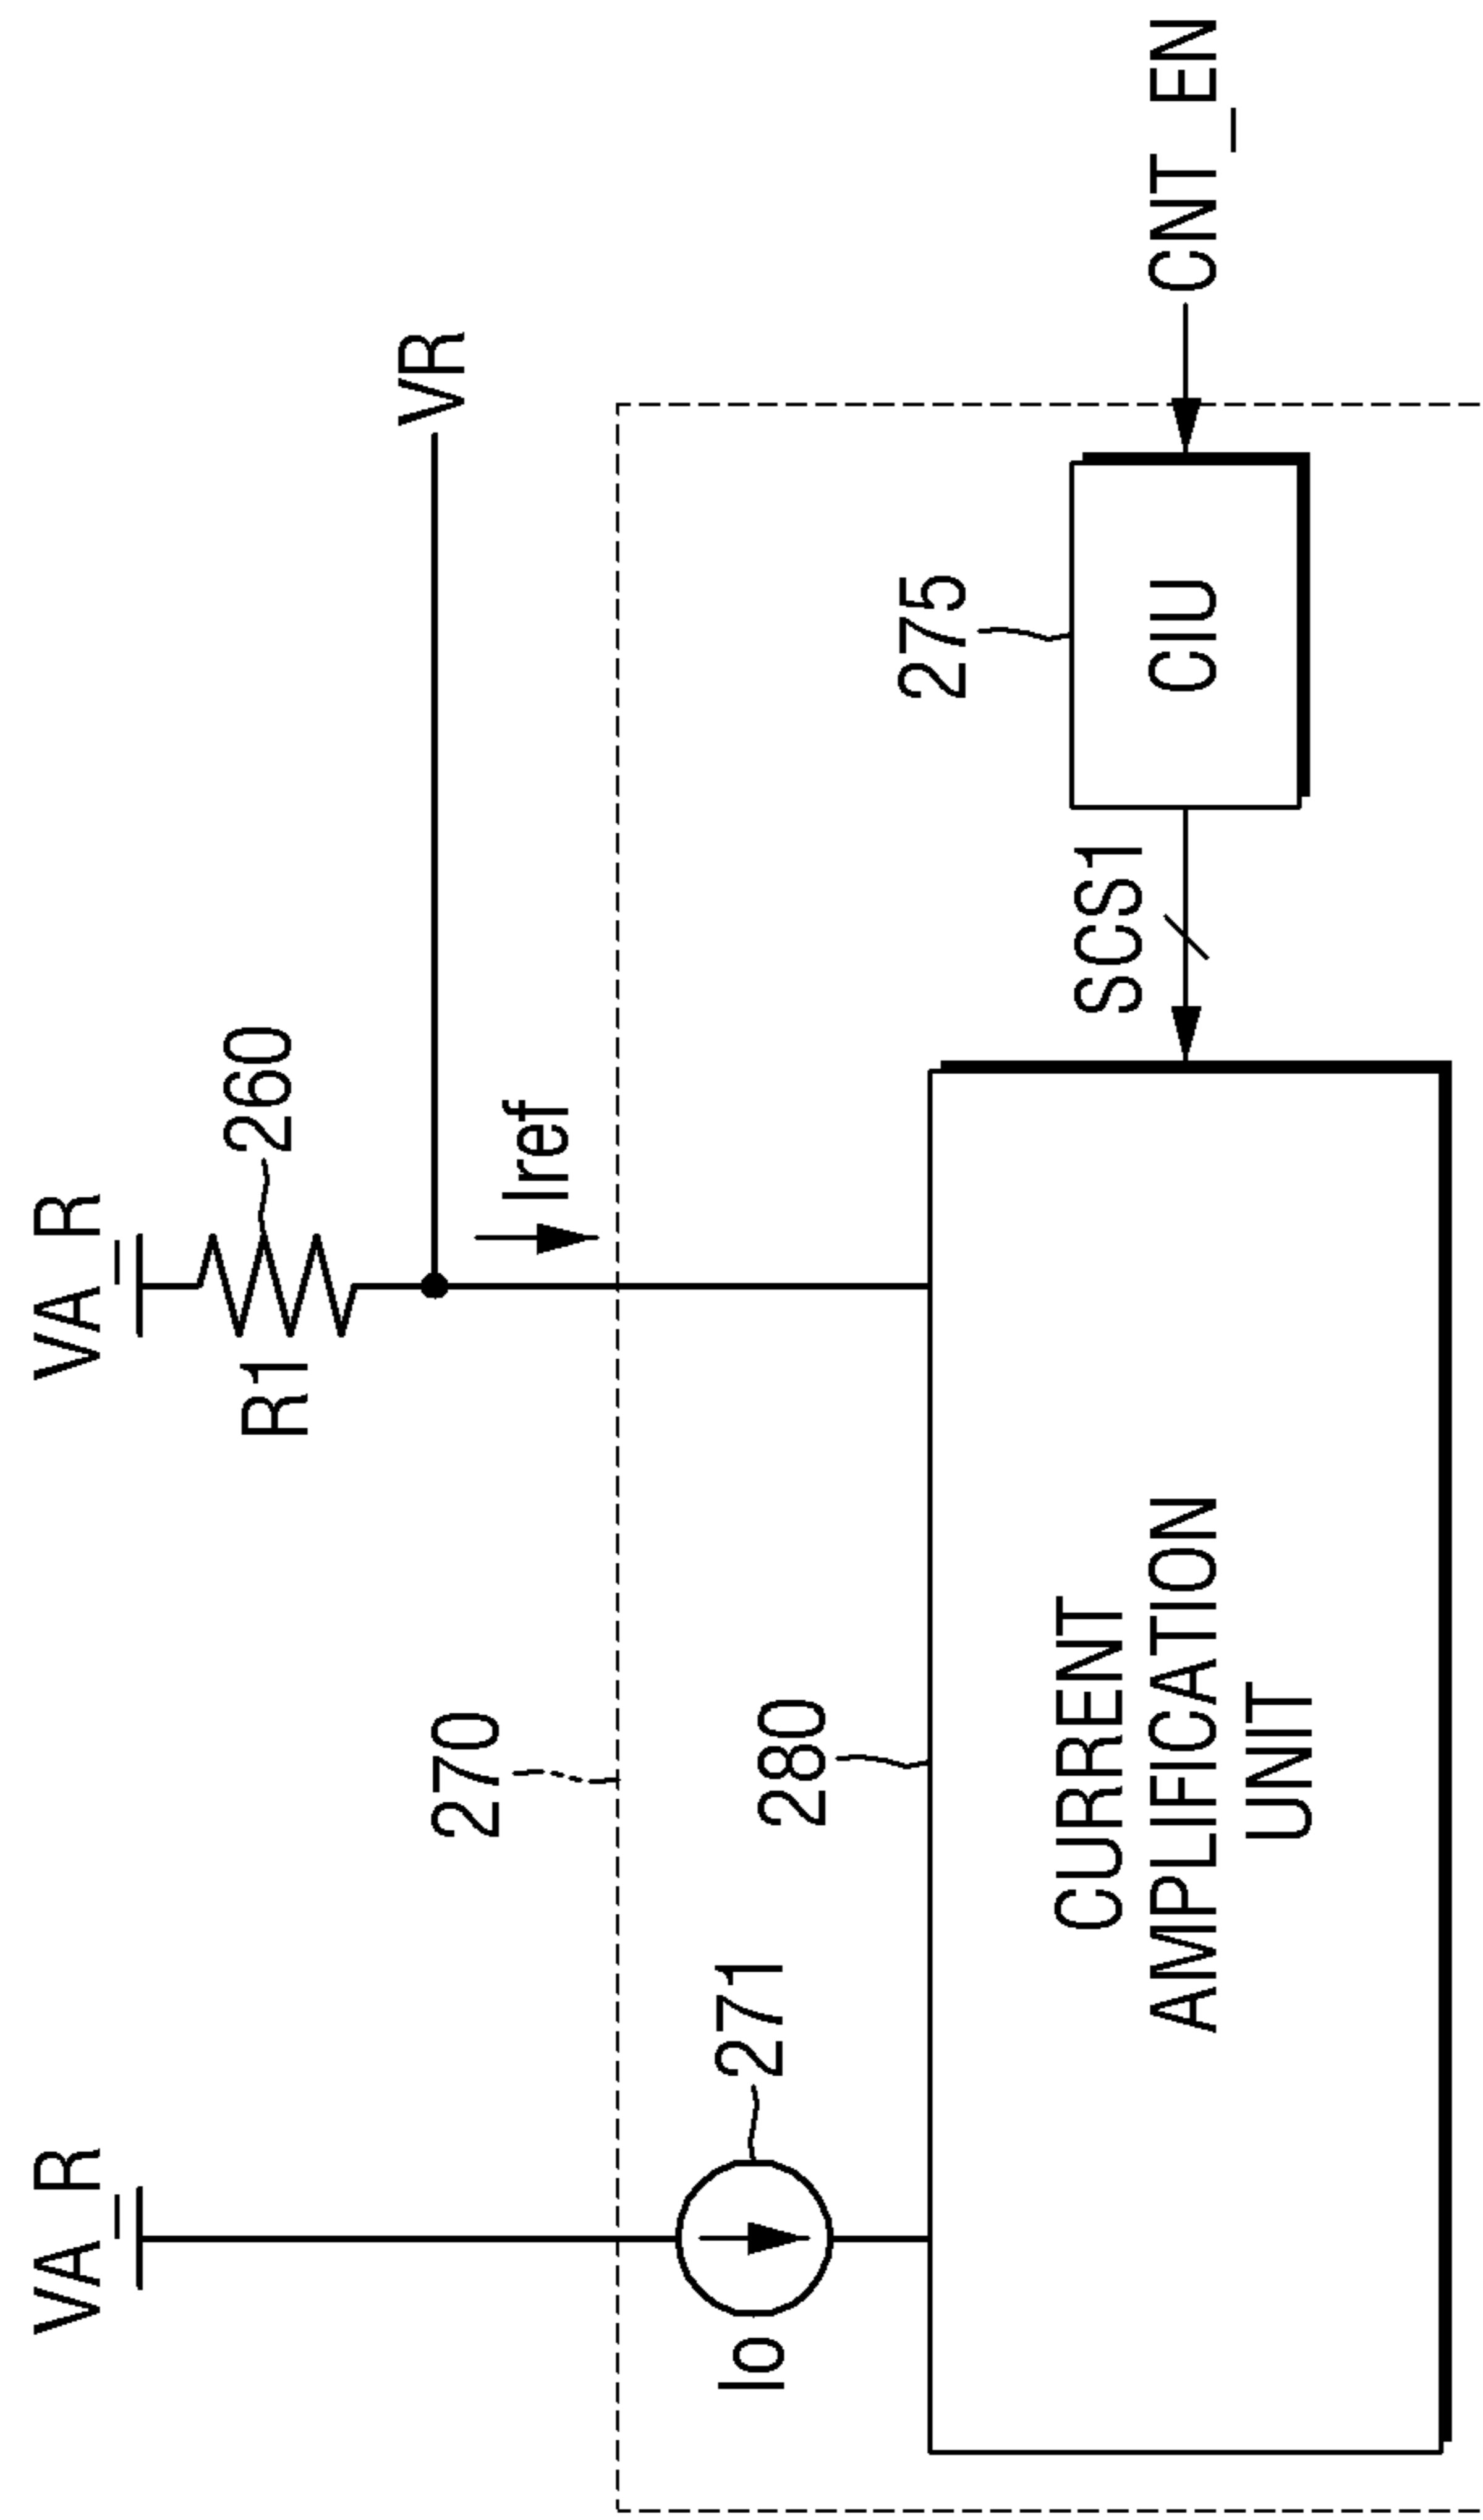 VA_R
VA_R
R1
260
VR
Iref
270
Io
271
280
275
CURRENT
AMPLIFICATION
UNIT
SCS1
CIU
CNT_EN